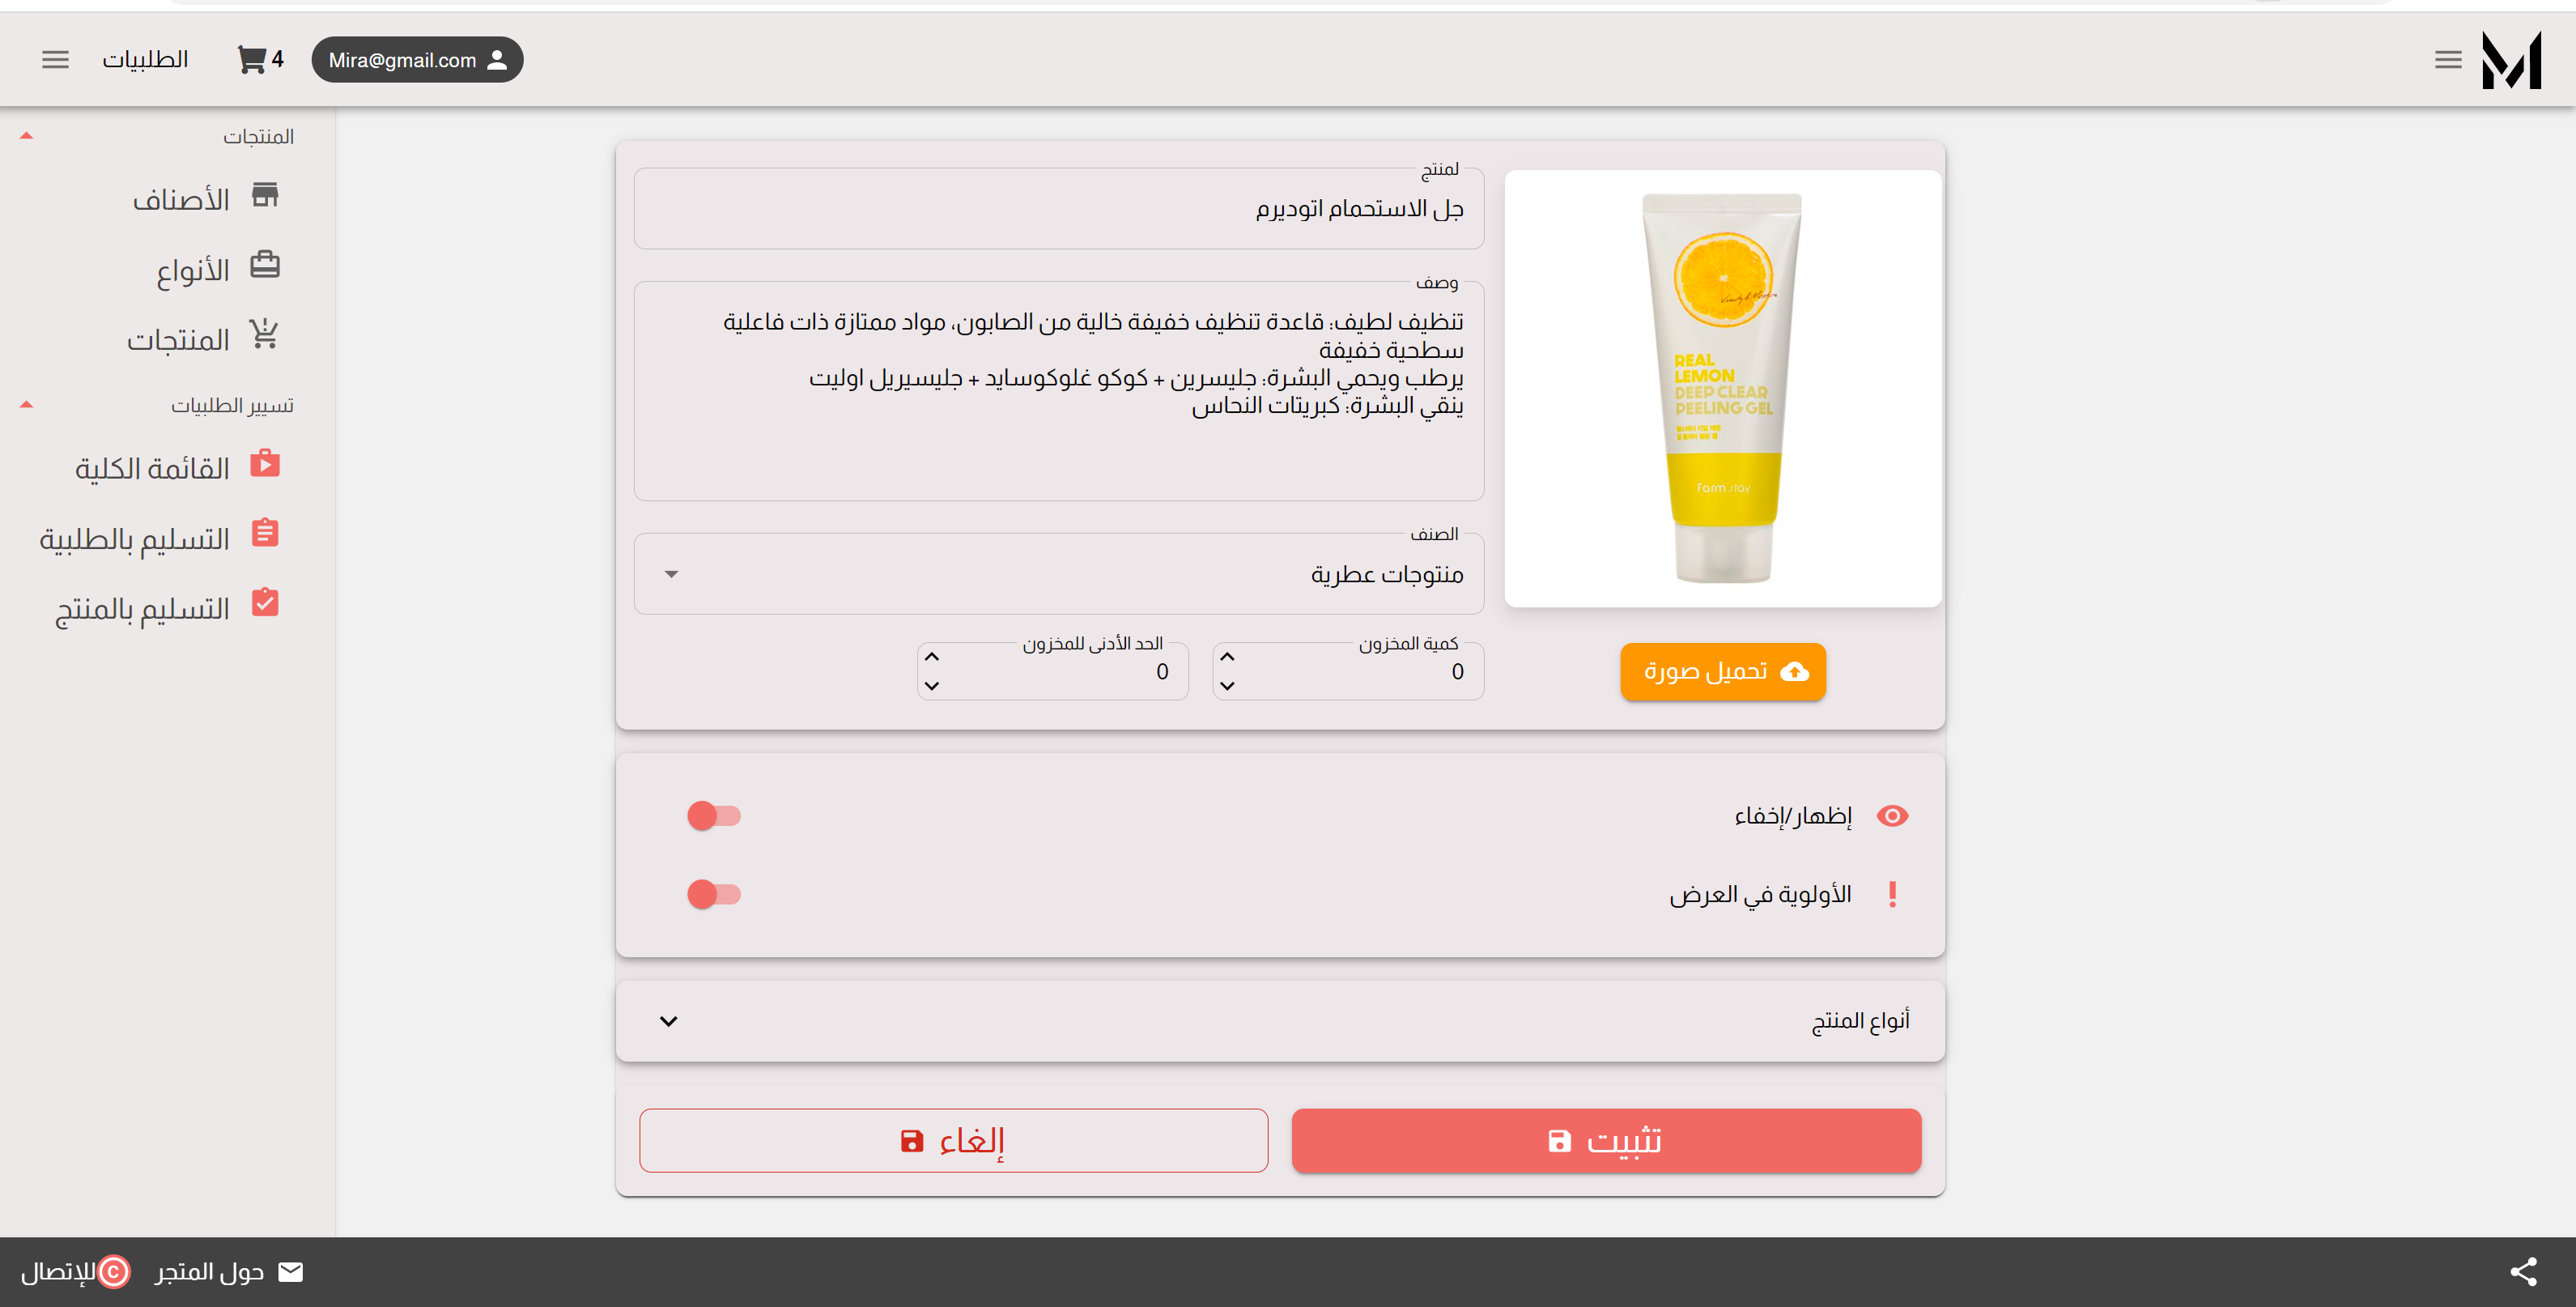 الطلبيات
4
Mira@gmail.com
المنتجات
الأصناف
الأنواع
المنتجات
تسيير الطلبيات
القائمة الكلية
التسليم بالطلبية
التسليم بالمنتج
لمنتج
جل الاستحمام اتوديرم
وصف
تنظيف لطيف: قاعدة تنظيف خفيفة خالية من الصابون، مواد ممتازة ذات فاعلية
سطحية خفيفة
يرطب ويحمي البشرة: جليسرين + كوكو غلوكوسايد + جليسيريل اوليت
ينقي البشرة: كبريتات النحاس
الصنف
منتوجات عطرية
كمية المخزون
0
الحد الأدنى للمخزون
0
REAL
LEMON
DEEP CLEAR
PEELING GEL
Farm
تحميل صورة
إظهار/إخفاء
الأولوية في العرض
أنواع المنتج
تثبيت
إلغاء
حول المتجر
للإتصال